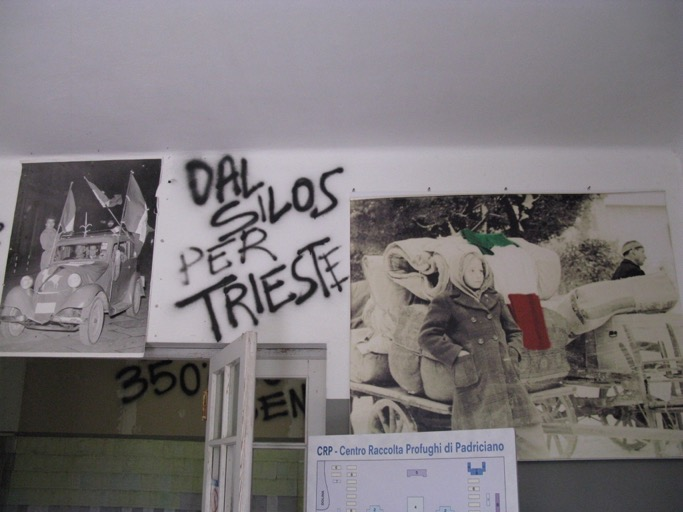 DAL
SILOS
PER
TRIESTE
350
CRP - Centro Raccolta Profughi di Padriciano